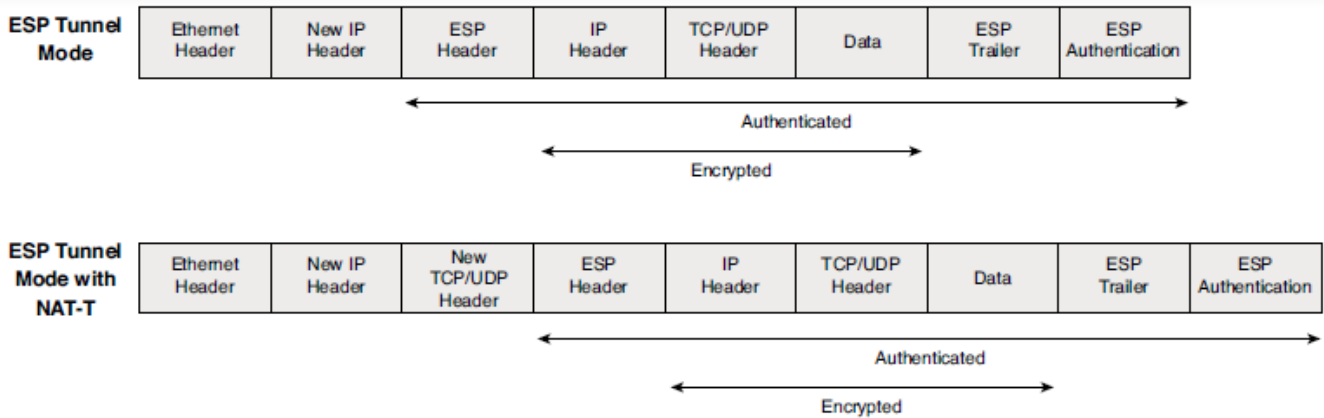 ESP Tunnel
Mode
Ethernet
Header
New IP
Header
ESP
Header
IP
Header
TCP/UDP
Header
Data
ESP
Trailer
ESP
Authentication
Authenticated
Encrypted
ESP Tunnel
Mode with
NAT-T
Ethernet
Header
New IP
Header
New
TCP/UDP
Header
ESP
Header
IP
Header
TCP/UDP
Header
Data
ESP
Trailer
ESP
Authentication
Authenticated
Encrypted